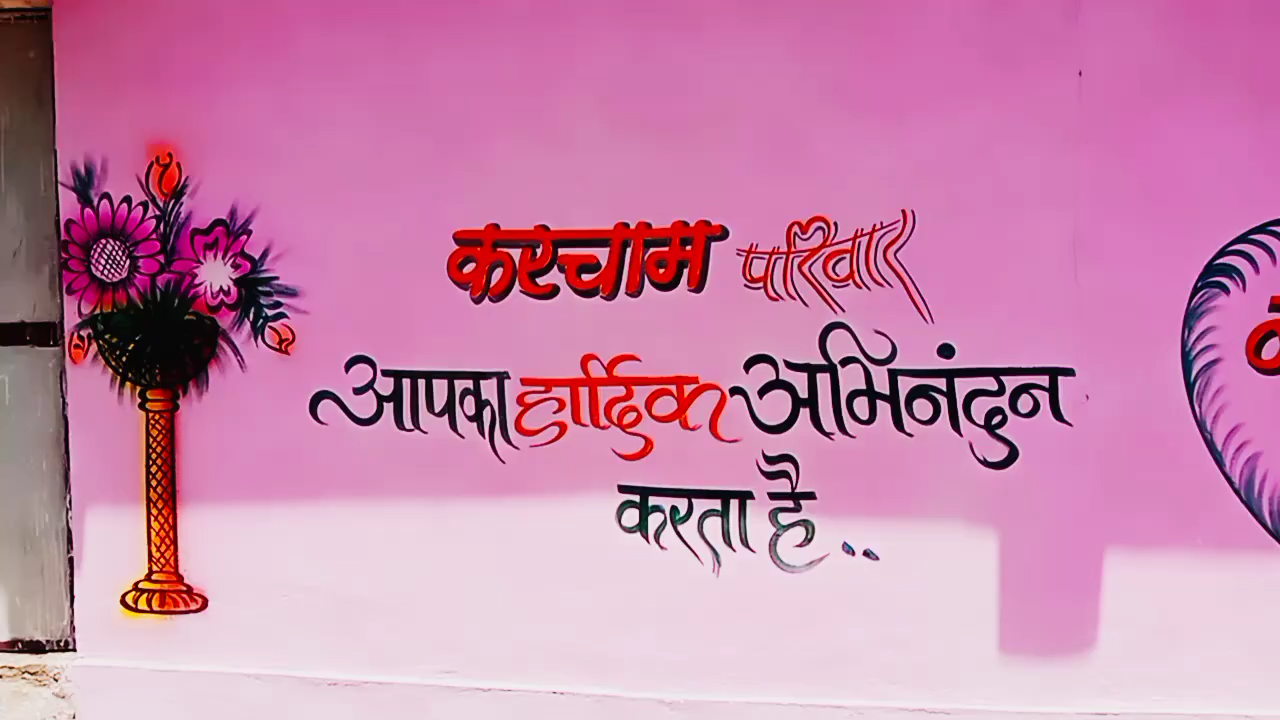 करचाम परिवार
आपका हार्दिक अभिनंदन
करता है..